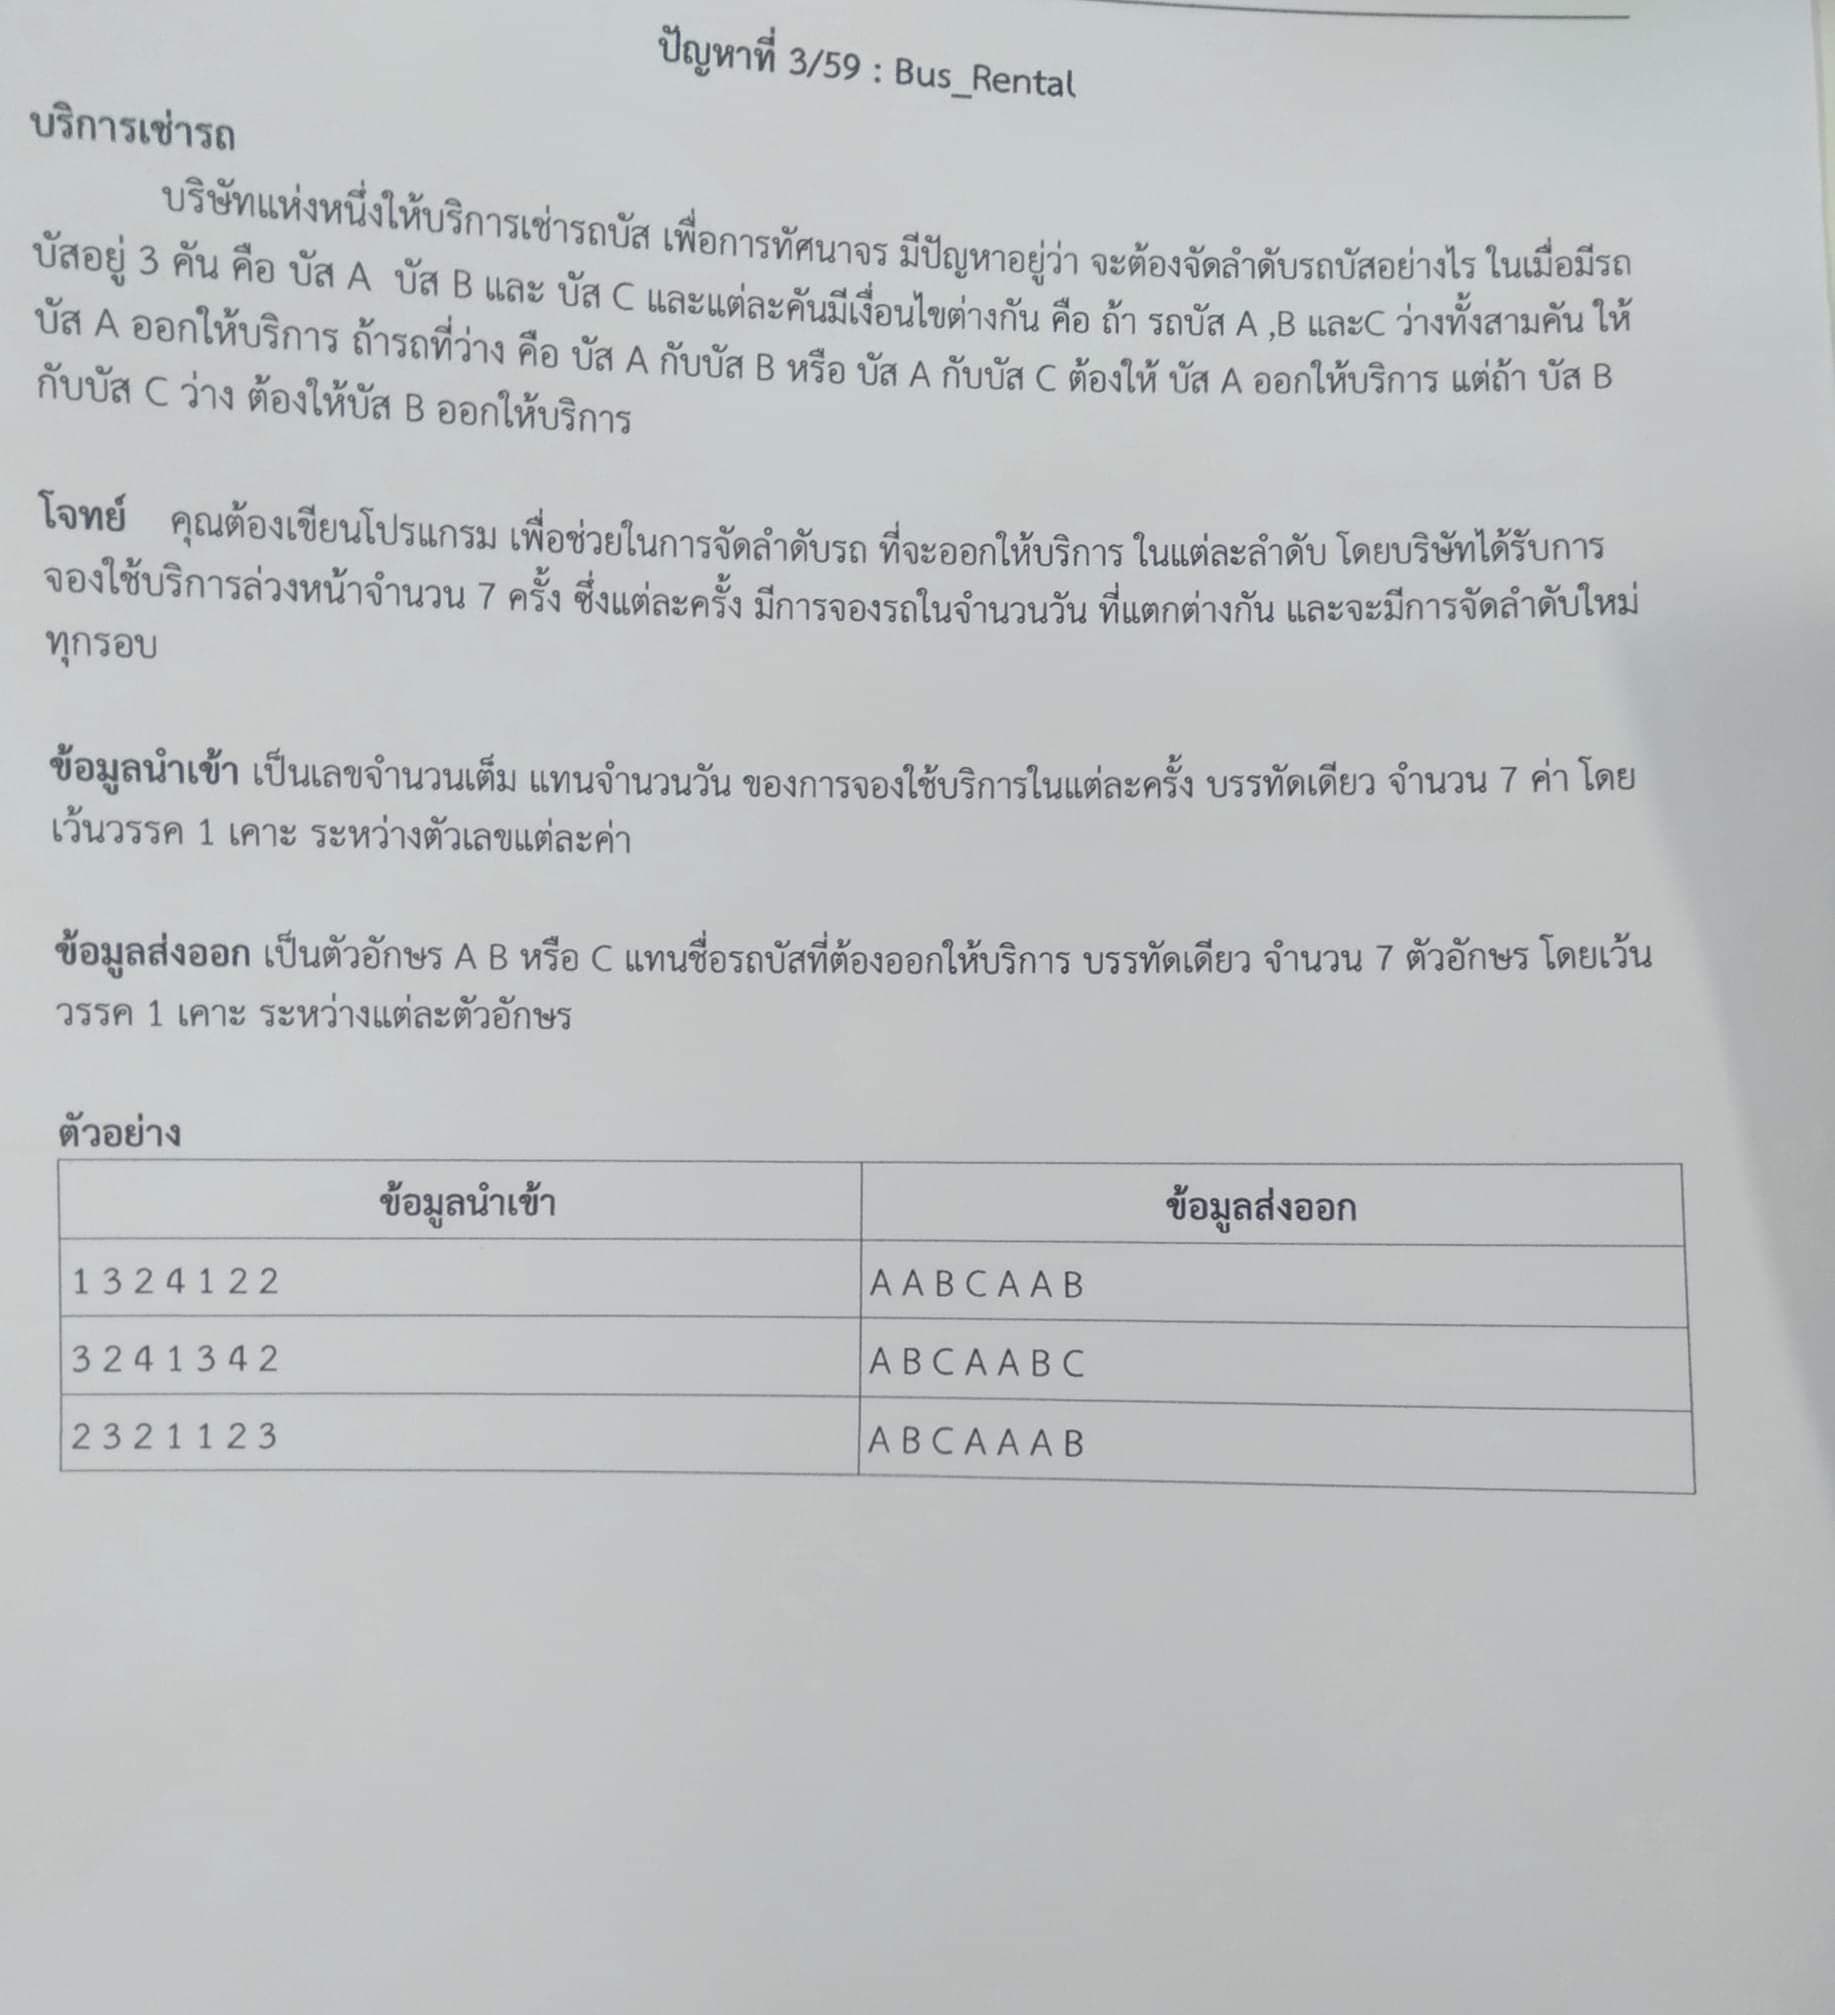 ปัญหาที่ 3/59 : Bus_Rental
บริการเช่ารถ
บริษัทแห่งหนึ่งให้บริการเช่ารถบัส เพื่อการทัศนาจร มีปัญหาอยู่ว่า จะต้องจัดลำดับรถบัสอย่างไร ในเมื่อมีรถ
บัสอยู่ 3 คัน คือ บัส A บัส B และ บัส C และแต่ละคันมีเงื่อนไขต่างกัน คือ ถ้า รถบัส A ,B และC ว่างทั้งสามคัน ให้
บัส A ออกให้บริการ ถ้ารถที่ว่าง คือ บัส A กับบัส B หรือ บัส A กับบัส C ต้องให้ บัส A ออกให้บริการ แต่ถ้า บัส B
กับบัส C ว่าง ต้องให้บัส B ออกให้บริการ
โจทย์ คุณต้องเขียนโปรแกรม เพื่อช่วยในการจัดลำดับรถ ที่จะออกให้บริการ ในแต่ละลำดับ โดยบริษัทได้รับการ
จองใช้บริการล่วงหน้าจำนวน 7 ครั้ง ซึ่งแต่ละครั้ง มีการจองรถในจำนวนวัน ที่แตกต่างกัน และจะมีการจัดลำดับใหม่
ทุกรอบ
ข้อมูลนำเข้า เป็นเลขจำนวนเต็ม แทนจำนวนวัน ของการจองใช้บริการในแต่ละครั้ง บรรทัดเดียว จำนวน 7 ค่า โดย
เว้นวรรค 1 เคาะ ระหว่างตัวเลขแต่ละค่า
ข้อมูลส่งออก เป็นตัวอักษร A B หรือ C แทนชื่อรถบัสที่ต้องออกให้บริการ บรรทัดเดียว จำนวน 7 ตัวอักษร โดยเว้น
วรรค 1 เคาะ ระหว่างแต่ละตัวอักษร
ตัวอย่าง
ข้อมูลนำเข้า ข้อมูลส่งออก
1 3 2 4 1 2 2 A A B C A A B
3 2 4 1 3 4 2 A B C A A B C
2 3 2 1 1 2 3 A B C A A A B